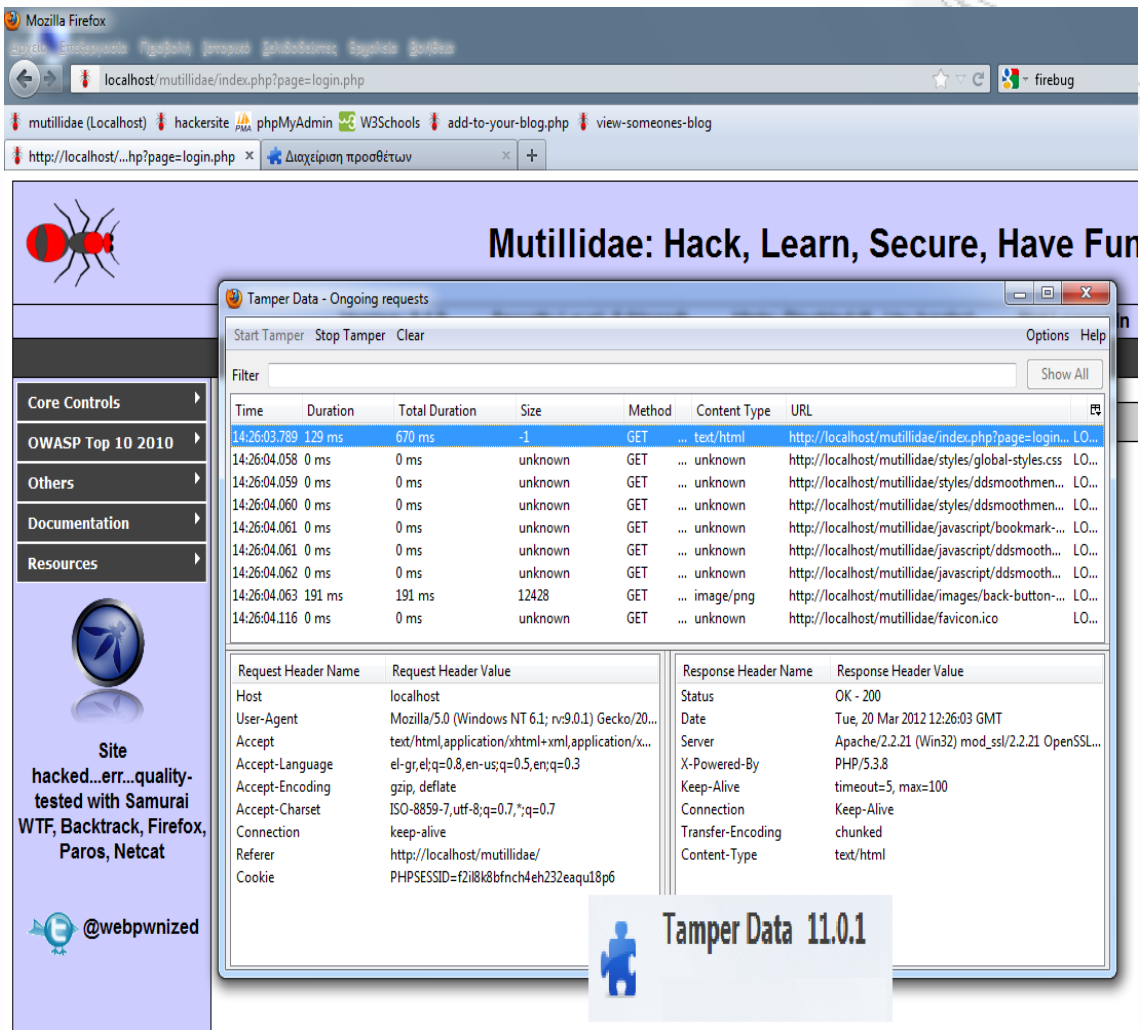 Mozilla Firefox
Επεξεργασία Προβολή Ιστορικό Σελιδοδείκτες Εργαλεία Βοήθεια
localhost/mutillidae/index.php?page=login.php
firebug
mutillidae (Localhost) hackersite PMA phpMyAdmin W3Schools add-to-your-blog.php view-someones-blog
http://localhost/...hp?page=login.php × Διαχείριση προσθέτων × +
Mutillidae: Hack, Learn, Secure, Have Fun
Tamper Data - Ongoing requests
Start Tamper Stop Tamper Clear Options Help
Filter Show All
Time Duration Total Duration Size Method Content Type URL
14:26:03.789 129 ms 670 ms -1 GET ... text/html http://localhost/mutillidae/index.php?page=login... LO...
14:26:04.058 0 ms 0 ms unknown GET ... unknown http://localhost/mutillidae/styles/global-styles.css LO...
14:26:04.059 0 ms 0 ms unknown GET ... unknown http://localhost/mutillidae/styles/ddsmoothmen... LO...
14:26:04.060 0 ms 0 ms unknown GET ... unknown http://localhost/mutillidae/styles/ddsmoothmen... LO...
14:26:04.061 0 ms 0 ms unknown GET ... unknown http://localhost/mutillidae/javascript/bookmark-... LO...
14:26:04.061 0 ms 0 ms unknown GET ... unknown http://localhost/mutillidae/javascript/ddsmooth... LO...
14:26:04.062 0 ms 0 ms unknown GET ... unknown http://localhost/mutillidae/javascript/ddsmooth... LO...
14:26:04.063 191 ms 191 ms 12428 GET ... image/png http://localhost/mutillidae/images/back-button-... LO...
14:26:04.116 0 ms 0 ms unknown GET ... unknown http://localhost/mutillidae/favicon.ico LO...
Request Header Name Request Header Value
Host localhost
User-Agent Mozilla/5.0 (Windows NT 6.1; rv:9.0.1) Gecko/20...
Accept text/html,application/xhtml+xml,application/x...
Accept-Language el-gr,el;q=0.8,en-us;q=0.5,en;q=0.3
Accept-Encoding gzip, deflate
Accept-Charset ISO-8859-7,utf-8;q=0.7,*;q=0.7
Connection keep-alive
Referer http://localhost/mutillidae/
Cookie PHPSESSID=f2il8k8bfnch4eh232eaqu18p6
Response Header Name Response Header Value
Status OK - 200
Date Tue, 20 Mar 2012 12:26:03 GMT
Server Apache/2.2.21 (Win32) mod_ssl/2.2.21 OpenSSL...
X-Powered-By PHP/5.3.8
Keep-Alive timeout=5, max=100
Connection Keep-Alive
Transfer-Encoding chunked
Content-Type text/html
Tamper Data 11.0.1
Core Controls
OWASP Top 10 2010
Others
Documentation
Resources
Site
hacked...err...quality-
tested with Samurai
WTF, Backtrack, Firefox,
Paros, Netcat
@webpwnized